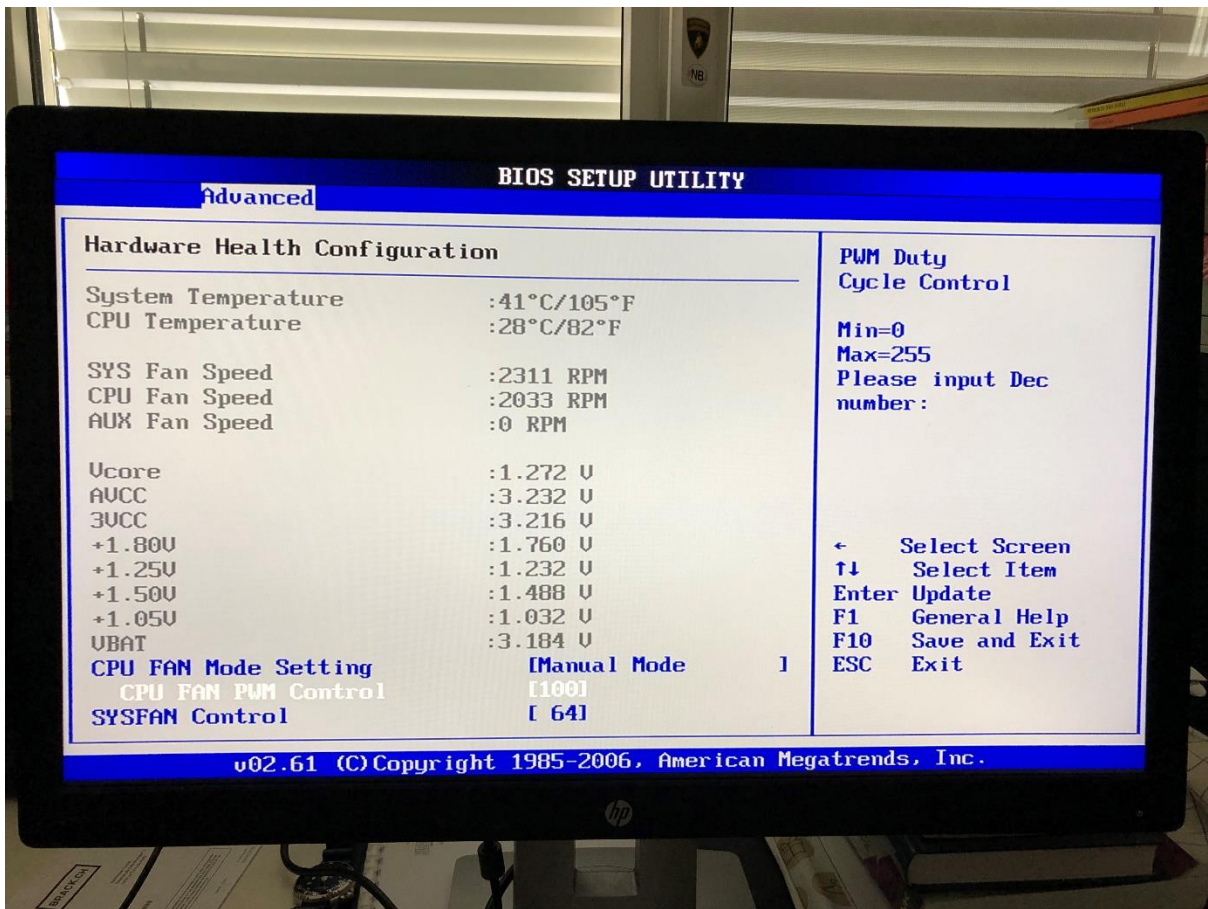 NB
BIOS SETUP UTILITY
Advanced
Hardware Health Configuration
System Temperature :41°C/105°F
CPU Temperature :28°C/82°F
SYS Fan Speed :2311 RPM
CPU Fan Speed :2033 RPM
AUX Fan Speed :0 RPM
Vcore :1.272 V
AVCC :3.232 V
3VCC :3.216 V
+1.80V :1.760 V
+1.25V :1.232 V
+1.50V :1.488 V
+1.05V :1.032 V
VBAT :3.184 V
CPU FAN Mode Setting [Manual Mode ]
CPU FAN PWM Control [100]
SYSFAN Control [ 64]
PWM Duty
Cycle Control
Min=0
Max=255
Please input Dec
number:
← Select Screen
↑↓ Select Item
Enter Update
F1 General Help
F10 Save and Exit
ESC Exit
v02.61 (C)Copyright 1985-2006, American Megatrends, Inc.
hp
BRACK.CH